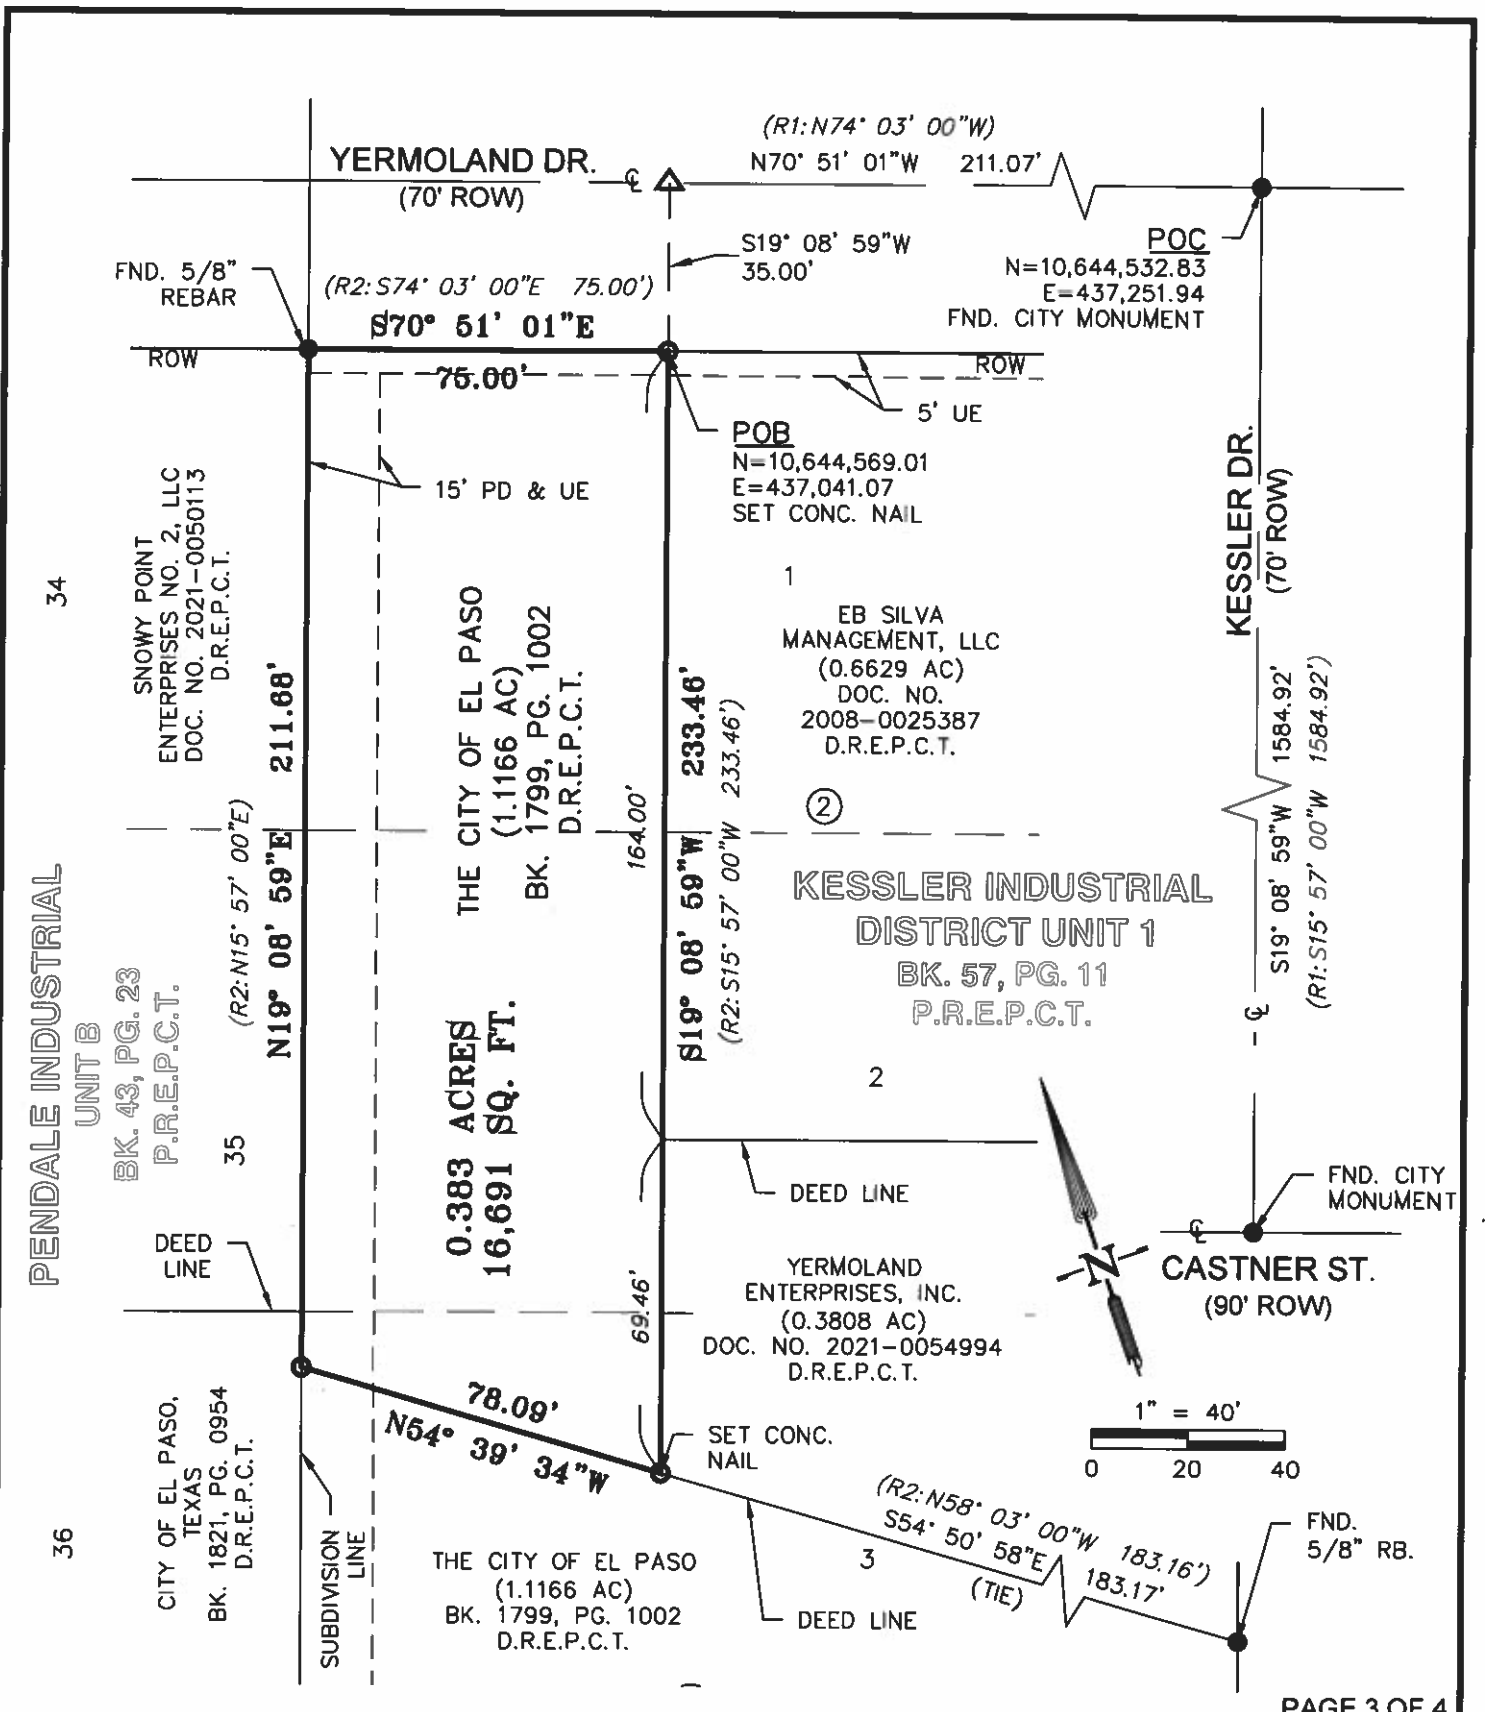 (R1:N74° 03' 00"W)
N70° 51' 01"W 211.07'
YERMOLAND DR.
(70' ROW)
S19° 08' 59"W
35.00'
POC
N=10,644,532.83
E=437,251.94
FND. CITY MONUMENT
FND. 5/8"
REBAR
(R2:S74° 03' 00"E 75.00')
S70° 51' 01"E
75.00'
ROW
ROW
5' UE
POB
N=10,644,569.01
E=437,041.07
SET CONC. NAIL
15' PD & UE
KESSLER DR.
(70' ROW)
34
SNOWY POINT
ENTERPRISES NO. 2, LLC
DOC. NO. 2021-0050113
D.R.E.P.C.T.
THE CITY OF EL PASO
(1.1166 AC)
BK. 1799, PG. 1002
D.R.E.P.C.T.
1
EB SILVA
MANAGEMENT, LLC
(0.6629 AC)
DOC. NO.
2008-0025387
D.R.E.P.C.T.
2
N19° 08' 59"E 211.68'
(R2:N15° 57' 00"E)
164.00'
S19° 08' 59"W 233.46'
(R2:S15° 57' 00"W 233.46')
S19° 08' 59"W 1584.92'
(R1:S15° 57' 00"W 1584.92')
KESSLER INDUSTRIAL
DISTRICT UNIT 1
BK. 57, PG. 11
P.R.E.P.C.T.
PENDALE INDUSTRIAL
UNIT B
BK. 43, PG. 23
P.R.E.P.C.T.
35
0.383 ACRES
16,691 SQ. FT.
2
DEED LINE
FND. CITY
MONUMENT
CASTNER ST.
(90' ROW)
DEED
LINE
69.46'
YERMOLAND
ENTERPRISES, INC.
(0.3808 AC)
DOC. NO. 2021-0054994
D.R.E.P.C.T.
N
1" = 40'
0 20 40
78.09'
N54° 39' 34"W
SET CONC.
NAIL
36
CITY OF EL PASO,
TEXAS
BK. 1821, PG. 0954
D.R.E.P.C.T.
SUBDIVISION
LINE
THE CITY OF EL PASO
(1.1166 AC)
BK. 1799, PG. 1002
D.R.E.P.C.T.
(R2:N58° 03' 00"W 183.16')
S54° 50' 58"E 183.17'
(TIE)
3
DEED LINE
FND.
5/8" RB.
PAGE 3 OF 4